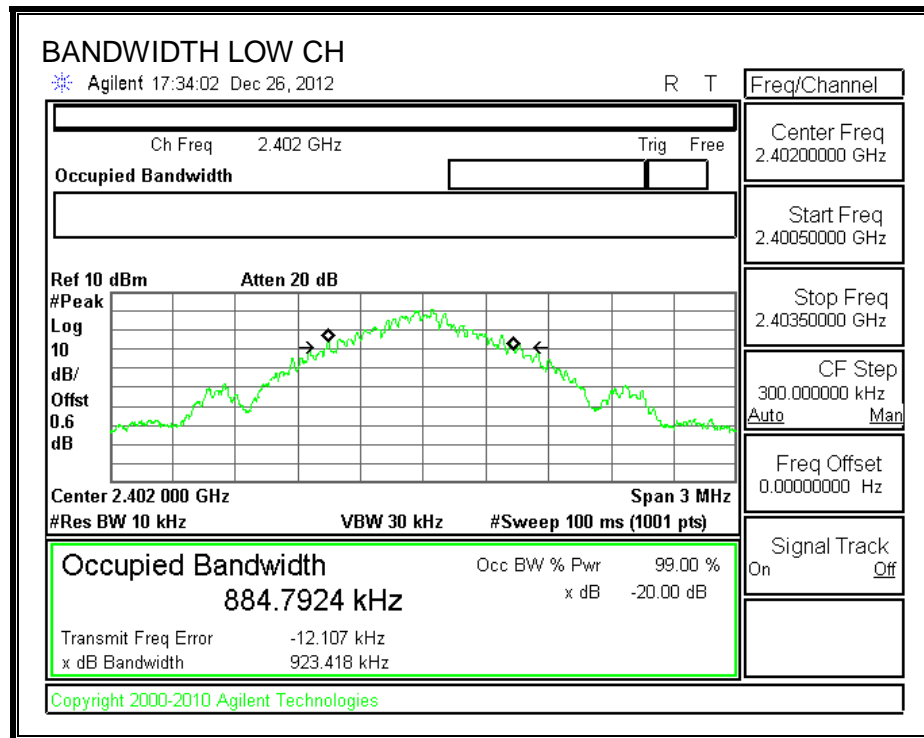 BANDWIDTH LOW CH
Agilent 17:34:02 Dec 26, 2012 R T
Ch Freq 2.402 GHz Trig Free
Occupied Bandwidth
Ref 10 dBm Atten 20 dB
#Peak
Log
10
dB/
Offst
0.6
dB
Center 2.402 000 GHz Span 3 MHz
#Res BW 10 kHz VBW 30 kHz #Sweep 100 ms (1001 pts)
Occupied Bandwidth Occ BW % Pwr 99.00 %
884.7924 kHz x dB -20.00 dB
Transmit Freq Error -12.107 kHz
x dB Bandwidth 923.418 kHz
Copyright 2000-2010 Agilent Technologies
Freq/Channel
Center Freq
2.40200000 GHz
Start Freq
2.40050000 GHz
Stop Freq
2.40350000 GHz
CF Step
300.000000 kHz
Auto Man
Freq Offset
0.00000000 Hz
Signal Track
On Off